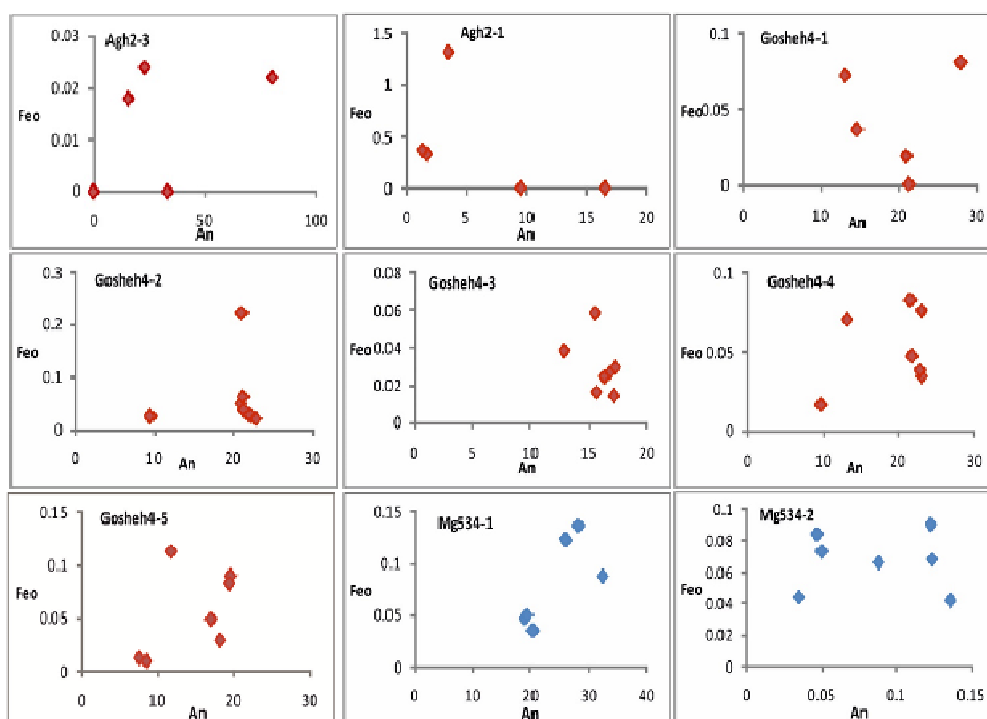 Agh2-3
0.03
0.02
Feo
0.01
0
0
50
100
An
Agh2-1
1.5
1
Feo
0.5
0
0
5
10
15
20
An
Gosheh4-1
0.1
Feo
0.05
0
0
10
20
30
An
Gosheh4-2
0.3
0.2
Feo
0.1
0
0
10
20
30
An
Gosheh4-3
0.08
0.06
Feo
0.04
0.02
0
0
5
10
15
20
An
Gosheh4-4
0.1
Feo
0.05
0
0
10
20
30
An
Gosheh4-5
0.15
0.1
Feo
0.05
0
0
10
20
30
An
Mg534-1
0.15
0.1
Feo
0.05
0
0
10
20
30
40
An
Mg534-2
0.1
0.08
0.06
Feo
0.04
0.02
0
0
0.05
0.1
0.15
An